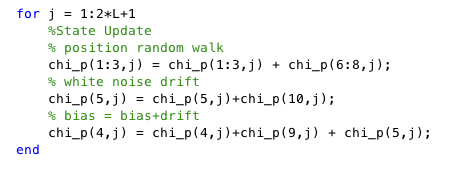 for j = 1:2*L+1
%State Update
% position random walk
chi_p(1:3,j) = chi_p(1:3,j) + chi_p(6:8,j);
% white noise drift
chi_p(5,j) = chi_p(5,j)+chi_p(10,j);
% bias = bias+drift
chi_p(4,j) = chi_p(4,j)+chi_p(9,j) + chi_p(5,j);
end